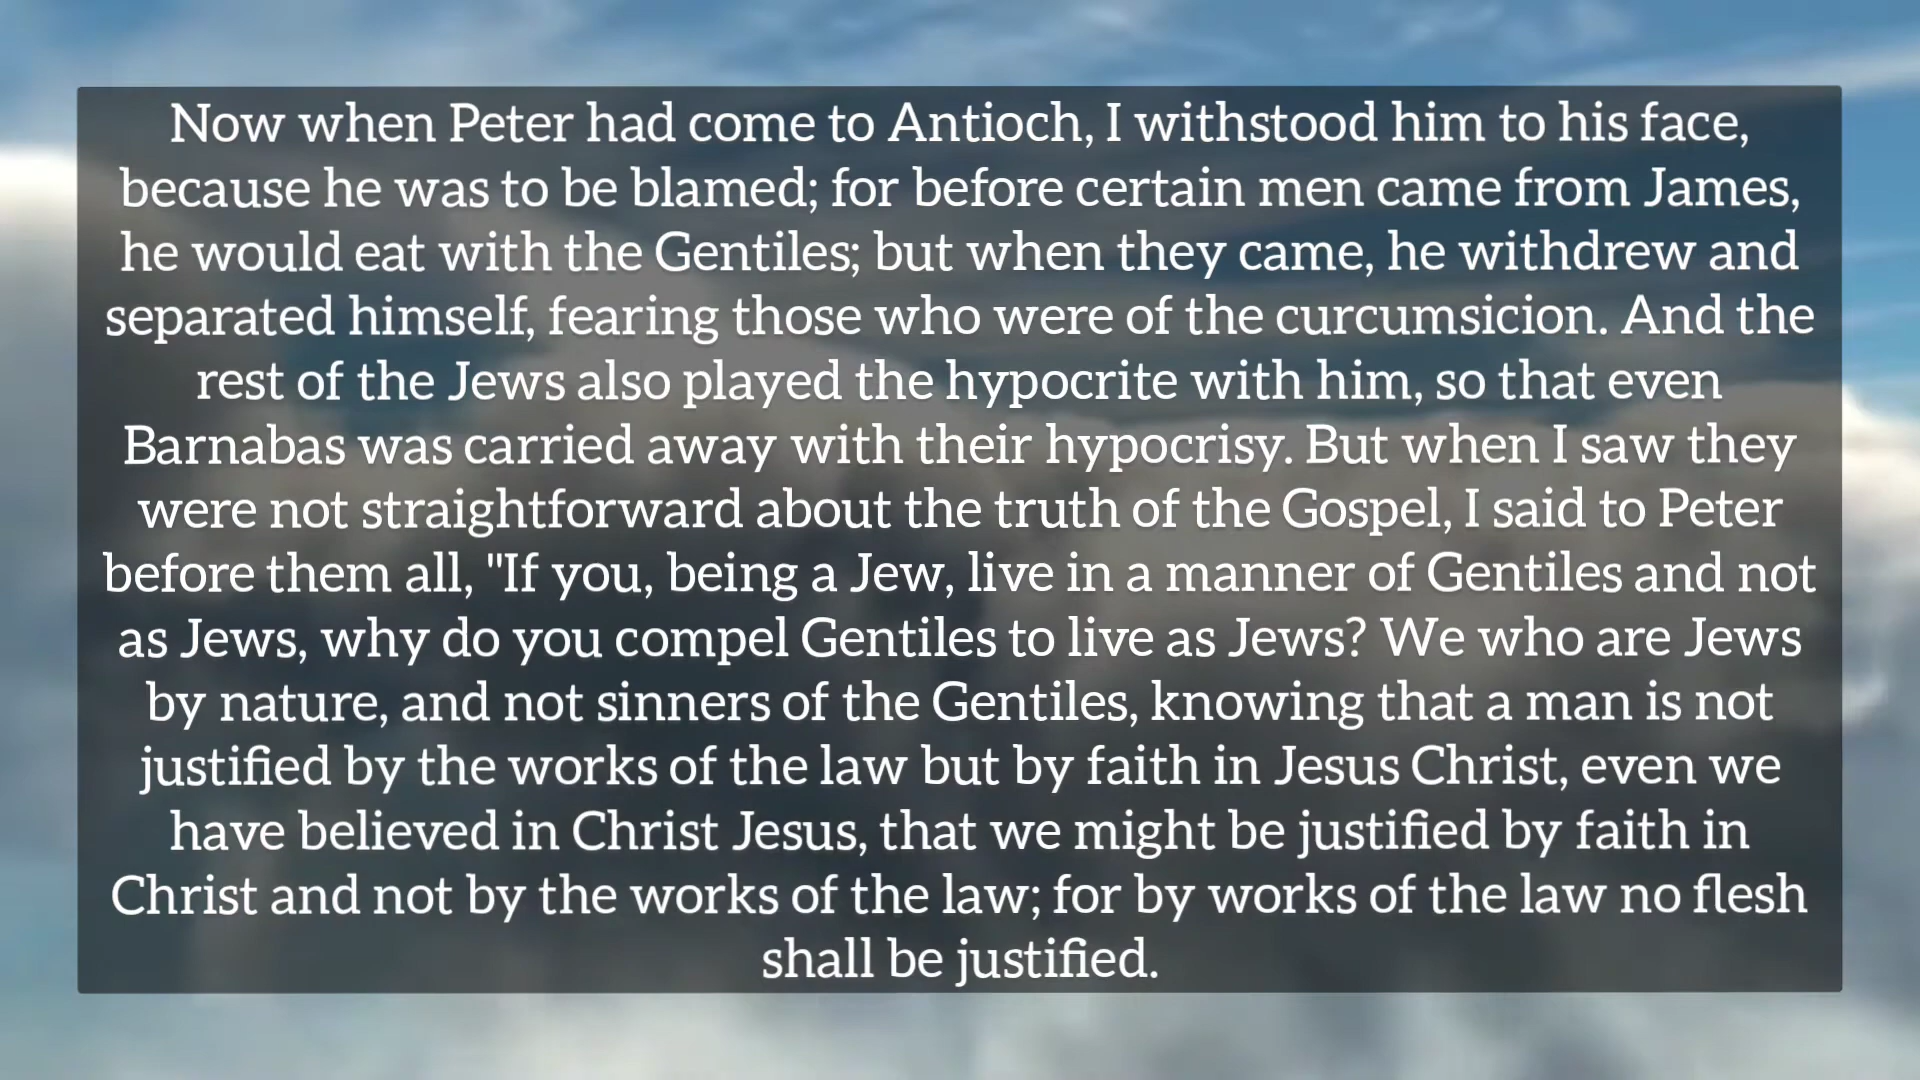 Now when Peter had come to Antioch, I withstood him to his face,
because he was to be blamed; for before certain men came from James,
he would eat with the Gentiles; but when they came, he withdrew and
separated himself, fearing those who were of the curcumsicion. And the
rest of the Jews also played the hypocrite with him, so that even
Barnabas was carried away with their hypocrisy. But when I saw they
were not straightforward about the truth of the Gospel, I said to Peter
before them all, "If you, being a Jew, live in a manner of Gentiles and not
as Jews, why do you compel Gentiles to live as Jews? We who are Jews
by nature, and not sinners of the Gentiles, knowing that a man is not
justified by the works of the law but by faith in Jesus Christ, even we
have believed in Christ Jesus, that we might be justified by faith in
Christ and not by the works of the law; for by works of the law no flesh
shall be justified.